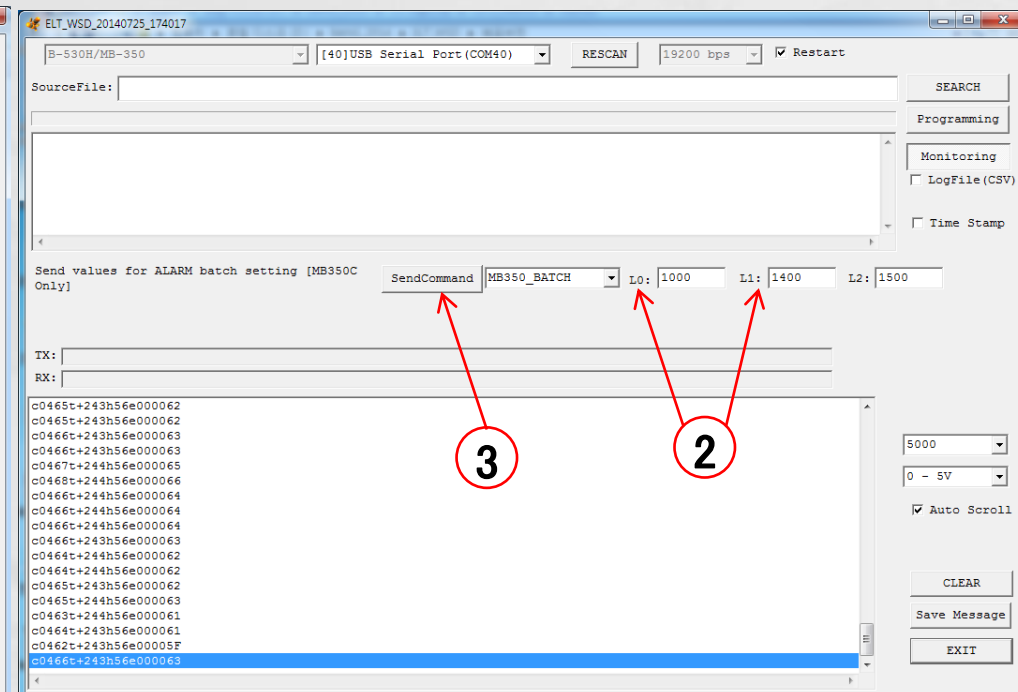 ELT_WSD_20140725_174017
B-530H/MB-350 [40]USB Serial Port(COM40) RESCAN 19200 bps Restart
SourceFile: SEARCH
Programming
Monitoring
LogFile(CSV)
Time Stamp
Send values for ALARM batch setting [MB350C
Only]
SendCommand MB350_BATCH L0: 1000 L1: 1400 L2: 1500
TX:
RX:
c0465t+243h56e000062
c0465t+243h56e000062
c0466t+243h56e000063
c0466t+243h56e000063
c0467t+244h56e000065
c0468t+244h56e000066
c0466t+244h56e000064
c0466t+244h56e000064
c0466t+244h56e000064
c0466t+243h56e000063
c0464t+244h56e000062
c0464t+244h56e000062
c0465t+243h56e000062
c0465t+244h56e000063
c0463t+244h56e000061
c0464t+243h56e000061
c0462t+243h56e00005F
c0466t+243h56e000063
3
2
5000
0 - 5V
Auto Scroll
CLEAR
Save Message
EXIT